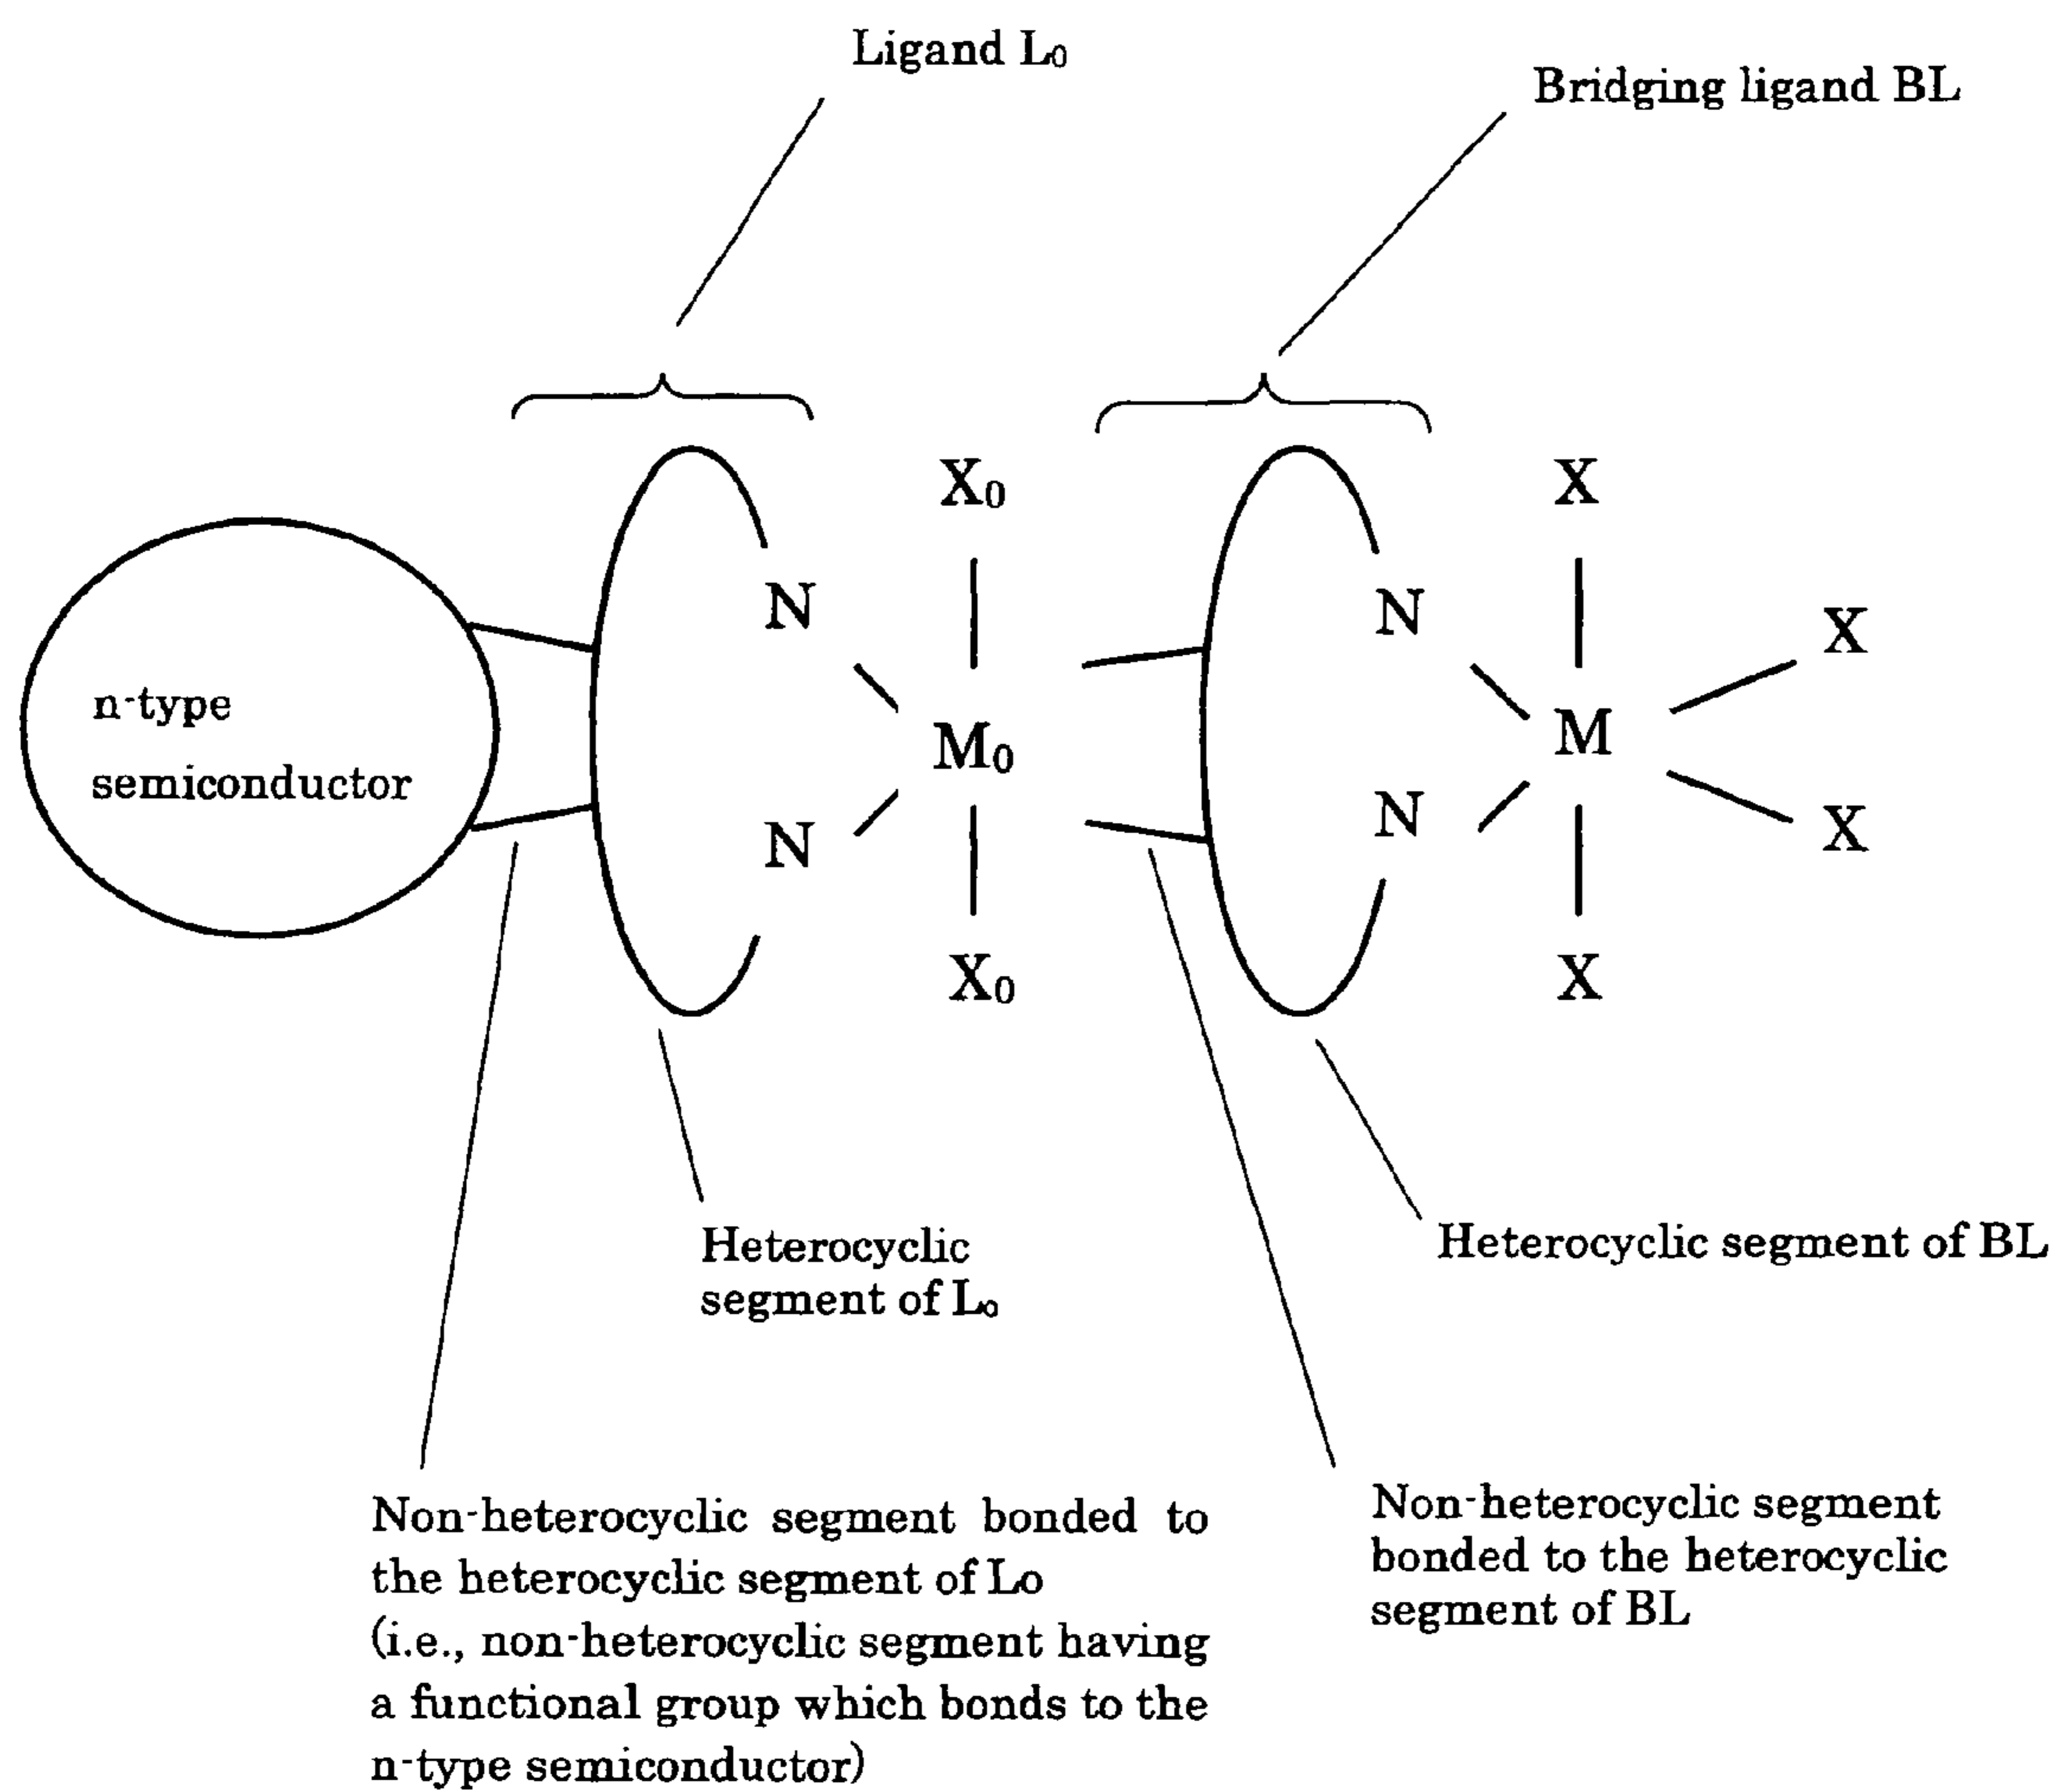 Ligand L₀
Bridging ligand BL
X₀
X
N
N
X
n-type
semiconductor
M₀
M
N
N
X
X₀
X
Heterocyclic
segment of L₀
Heterocyclic segment of BL
Non-heterocyclic segment bonded to
the heterocyclic segment of Lo
(i.e., non-heterocyclic segment having
a functional group which bonds to the
n-type semiconductor)
Non-heterocyclic segment
bonded to the heterocyclic
segment of BL